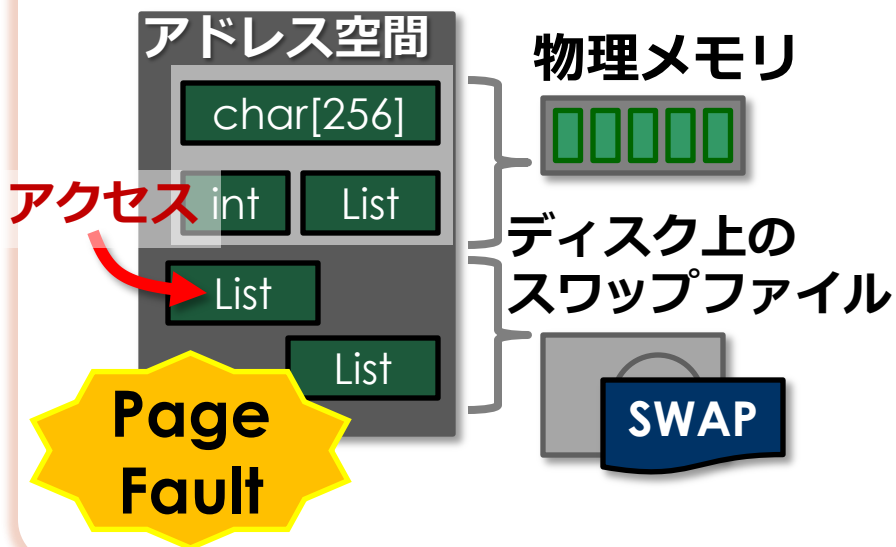 アドレス空間
char[256]
int
List
アクセス
List
List
Page
Fault
物理メモリ
ディスク上の
スワップファイル
SWAP